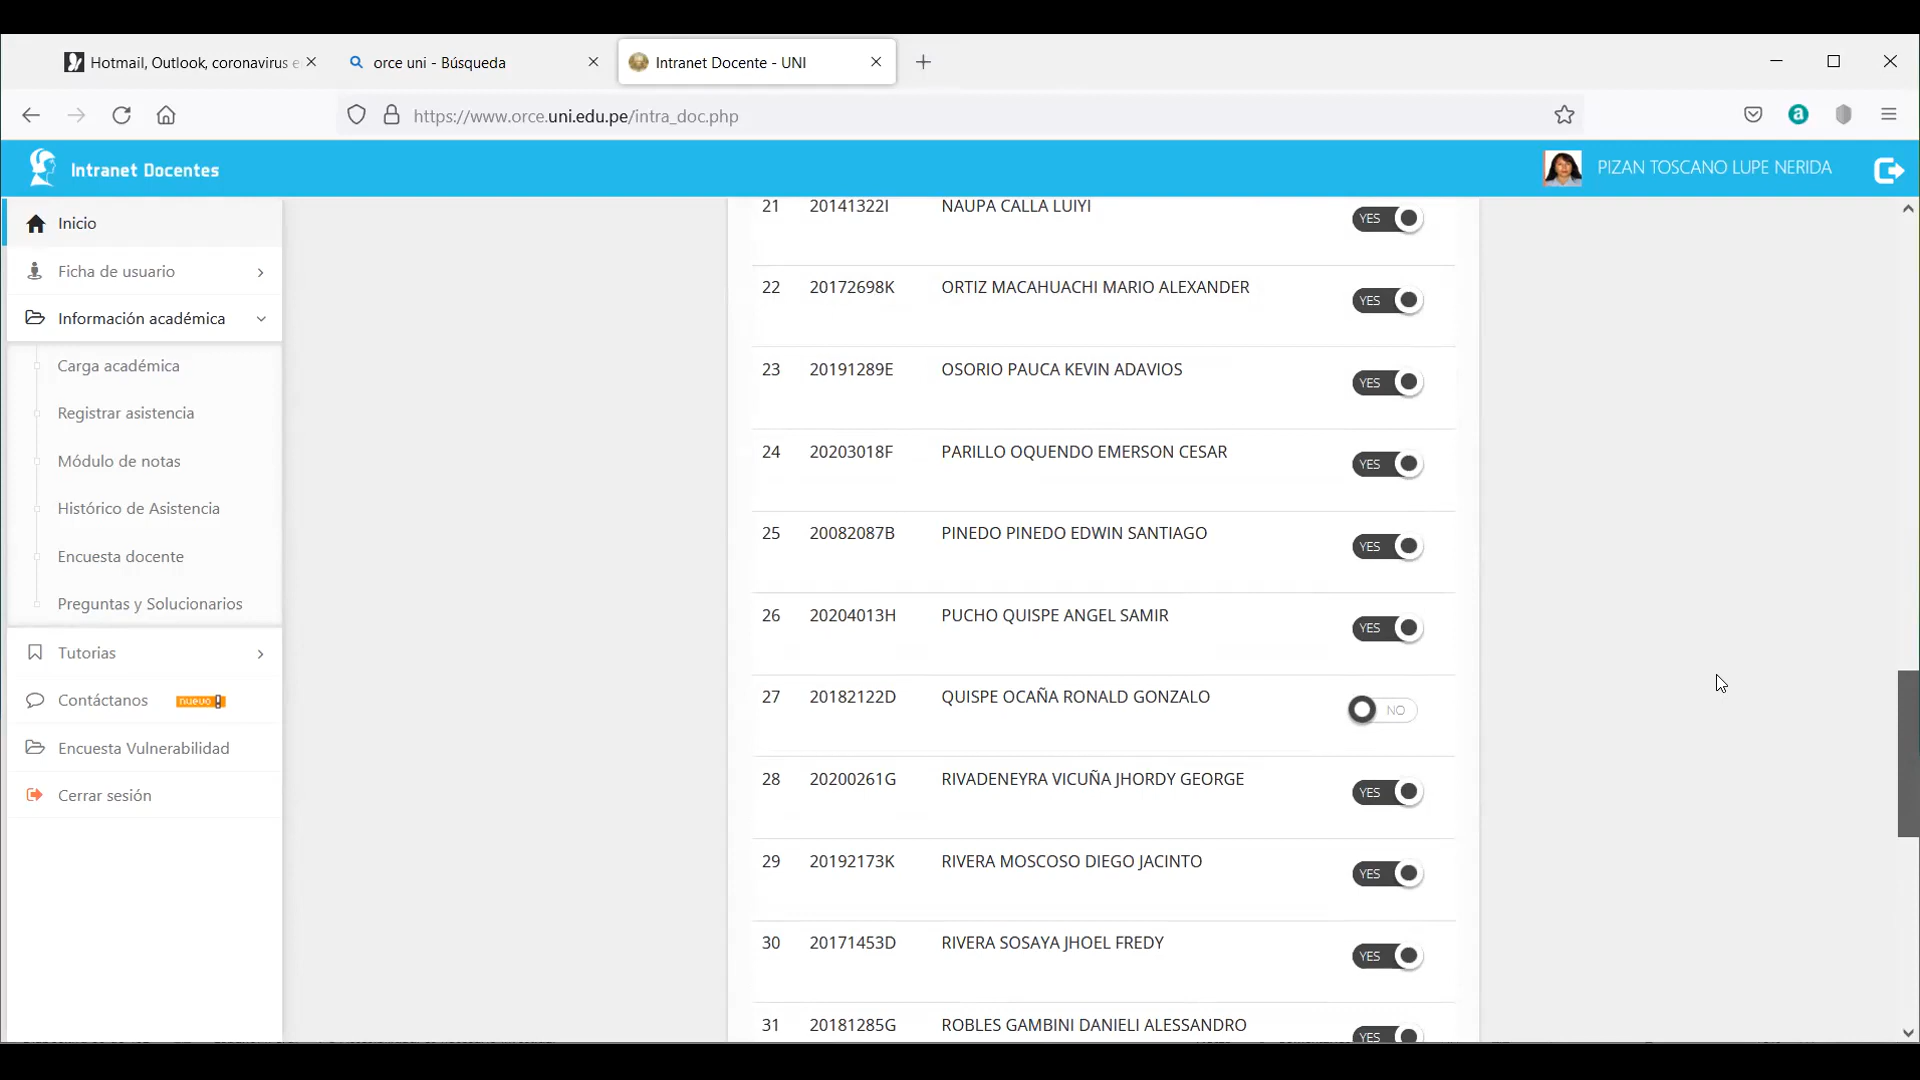 Hotmail, Outlook, coronavirus e
orce uni - Búsqueda
Intranet Docente - UNI
https://www.orce.uni.edu.pe/intra_doc.php
Intranet Docentes
PIZAN TOSCANO LUPE NERIDA
Inicio
Ficha de usuario
Información académica
Carga académica
Registrar asistencia
Módulo de notas
Histórico de Asistencia
Encuesta docente
Preguntas y Solucionarios
Tutorias
Contáctanos nuevo!
Encuesta Vulnerabilidad
Cerrar sesión
21 20141322I NAUPA CALLA LUIYI YES
22 20172698K ORTIZ MACAHUACHI MARIO ALEXANDER YES
23 20191289E OSORIO PAUCA KEVIN ADAVIOS YES
24 20203018F PARILLO OQUENDO EMERSON CESAR YES
25 20082087B PINEDO PINEDO EDWIN SANTIAGO YES
26 20204013H PUCHO QUISPE ANGEL SAMIR YES
27 20182122D QUISPE OCAÑA RONALD GONZALO NO
28 20200261G RIVADENEYRA VICUÑA JHORDY GEORGE YES
29 20192173K RIVERA MOSCOSO DIEGO JACINTO YES
30 20171453D RIVERA SOSAYA JHOEL FREDY YES
31 20181285G ROBLES GAMBINI DANIELI ALESSANDRO YES